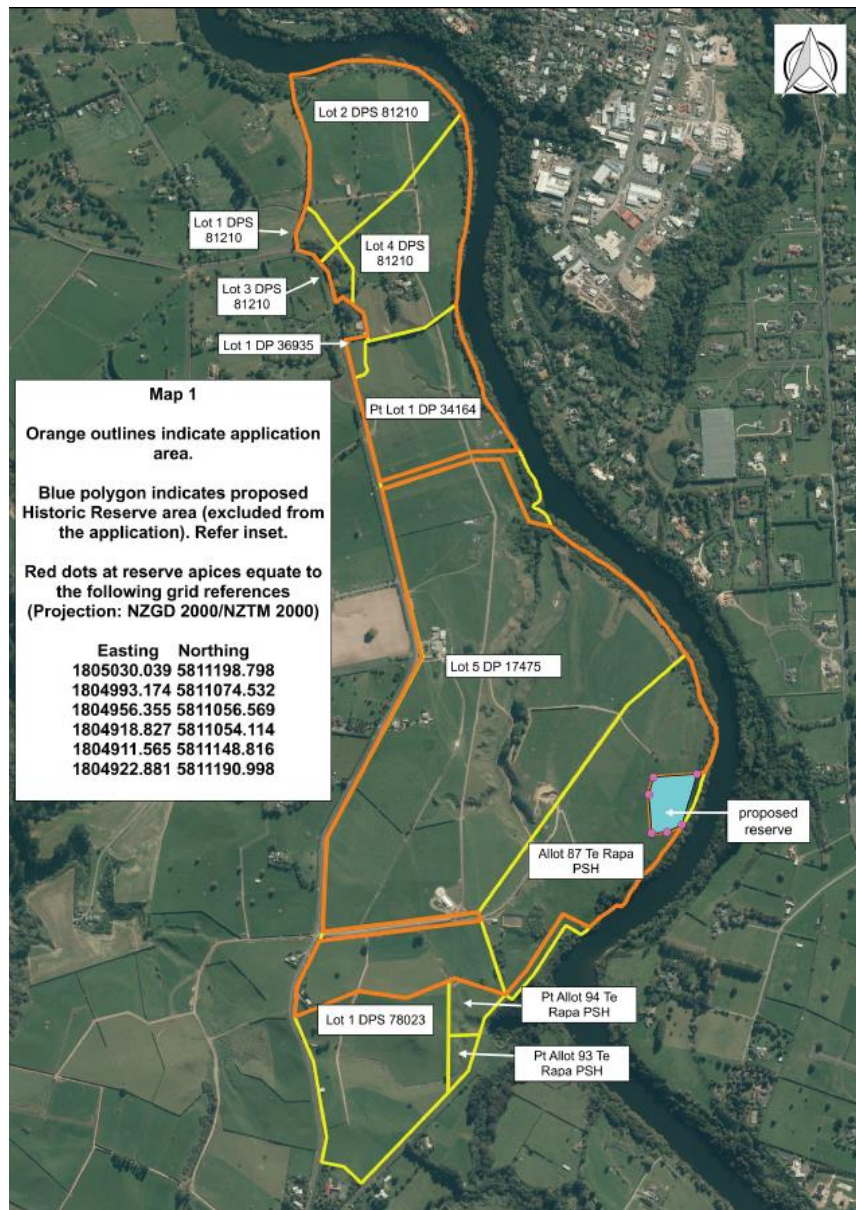 Lot 2 DPS 81210
Lot 1 DPS
81210
Lot 4 DPS
81210
Lot 3 DPS
81210
Lot 1 DP 36935
Pt Lot 1 DP 34164
Map 1
Orange outlines indicate application
area.
Blue polygon indicates proposed
Historic Reserve area (excluded from
the application). Refer inset.
Red dots at reserve apices equate to
the following grid references
(Projection: NZGD 2000/NZTM 2000)
Easting Northing
1805030.039 5811198.798
1804993.174 5811074.532
1804956.355 5811056.569
1804918.827 5811054.114
1804911.565 5811148.816
1804922.881 5811190.998
Lot 5 DP 17475
proposed
reserve
Allot 87 Te Rapa
PSH
Pt Allot 94 Te
Rapa PSH
Lot 1 DPS 78023
Pt Allot 93 Te
Rapa PSH